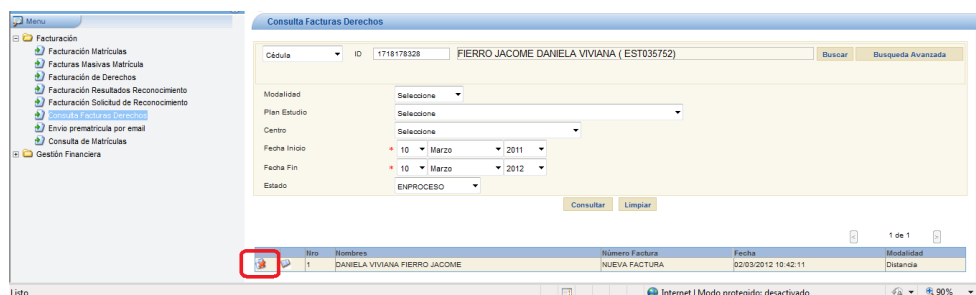 Menu
Facturación
Facturación Matrículas
Facturas Masivas Matrícula
Facturación de Derechos
Facturación Resultados Reconocimiento
Facturación Solicitud de Reconocimiento
Consulta Facturas Derechos
Envío prematricula por email
Consulta de Matrículas
Gestión Financiera
Consulta Facturas Derechos
Cédula ID 1718178328 FIERRO JACOME DANIELA VIVIANA ( EST035752) Buscar Busqueda Avanzada
Modalidad Seleccione
Plan Estudio Seleccione
Centro Seleccione
Fecha Inicio * 10 Marzo 2011
Fecha Fin * 10 Marzo 2012
Estado ENPROCESO
Consultar Limpiar
< 1 de 1 >
Nro Nombres Número Factura Fecha Modalidad
1 DANIELA VIVIANA FIERRO JACOME NUEVA FACTURA 02/03/2012 10:42:11 Distancia
Listo Internet | Modo protegido: desactivado 90%